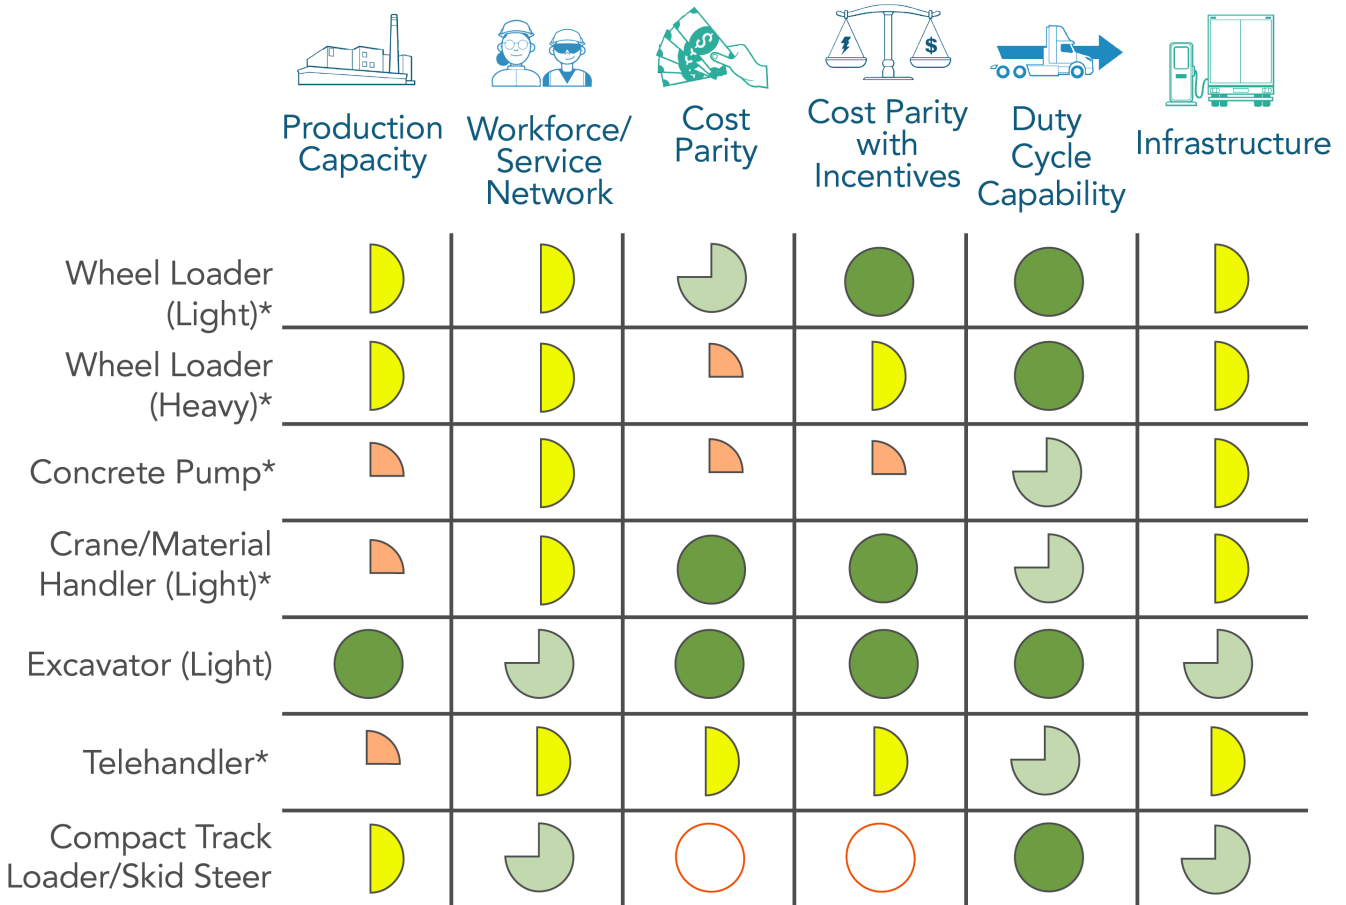 $
$
Production
Capacity
Workforce/
Service
Network
Cost
Parity
Cost Parity
with
Incentives
Duty
Cycle
Capability
Infrastructure
Wheel Loader
(Light)*
Wheel Loader
(Heavy)*
Concrete Pump*
Crane/Material
Handler (Light)*
Excavator (Light)
Telehandler*
Compact Track
Loader/Skid Steer